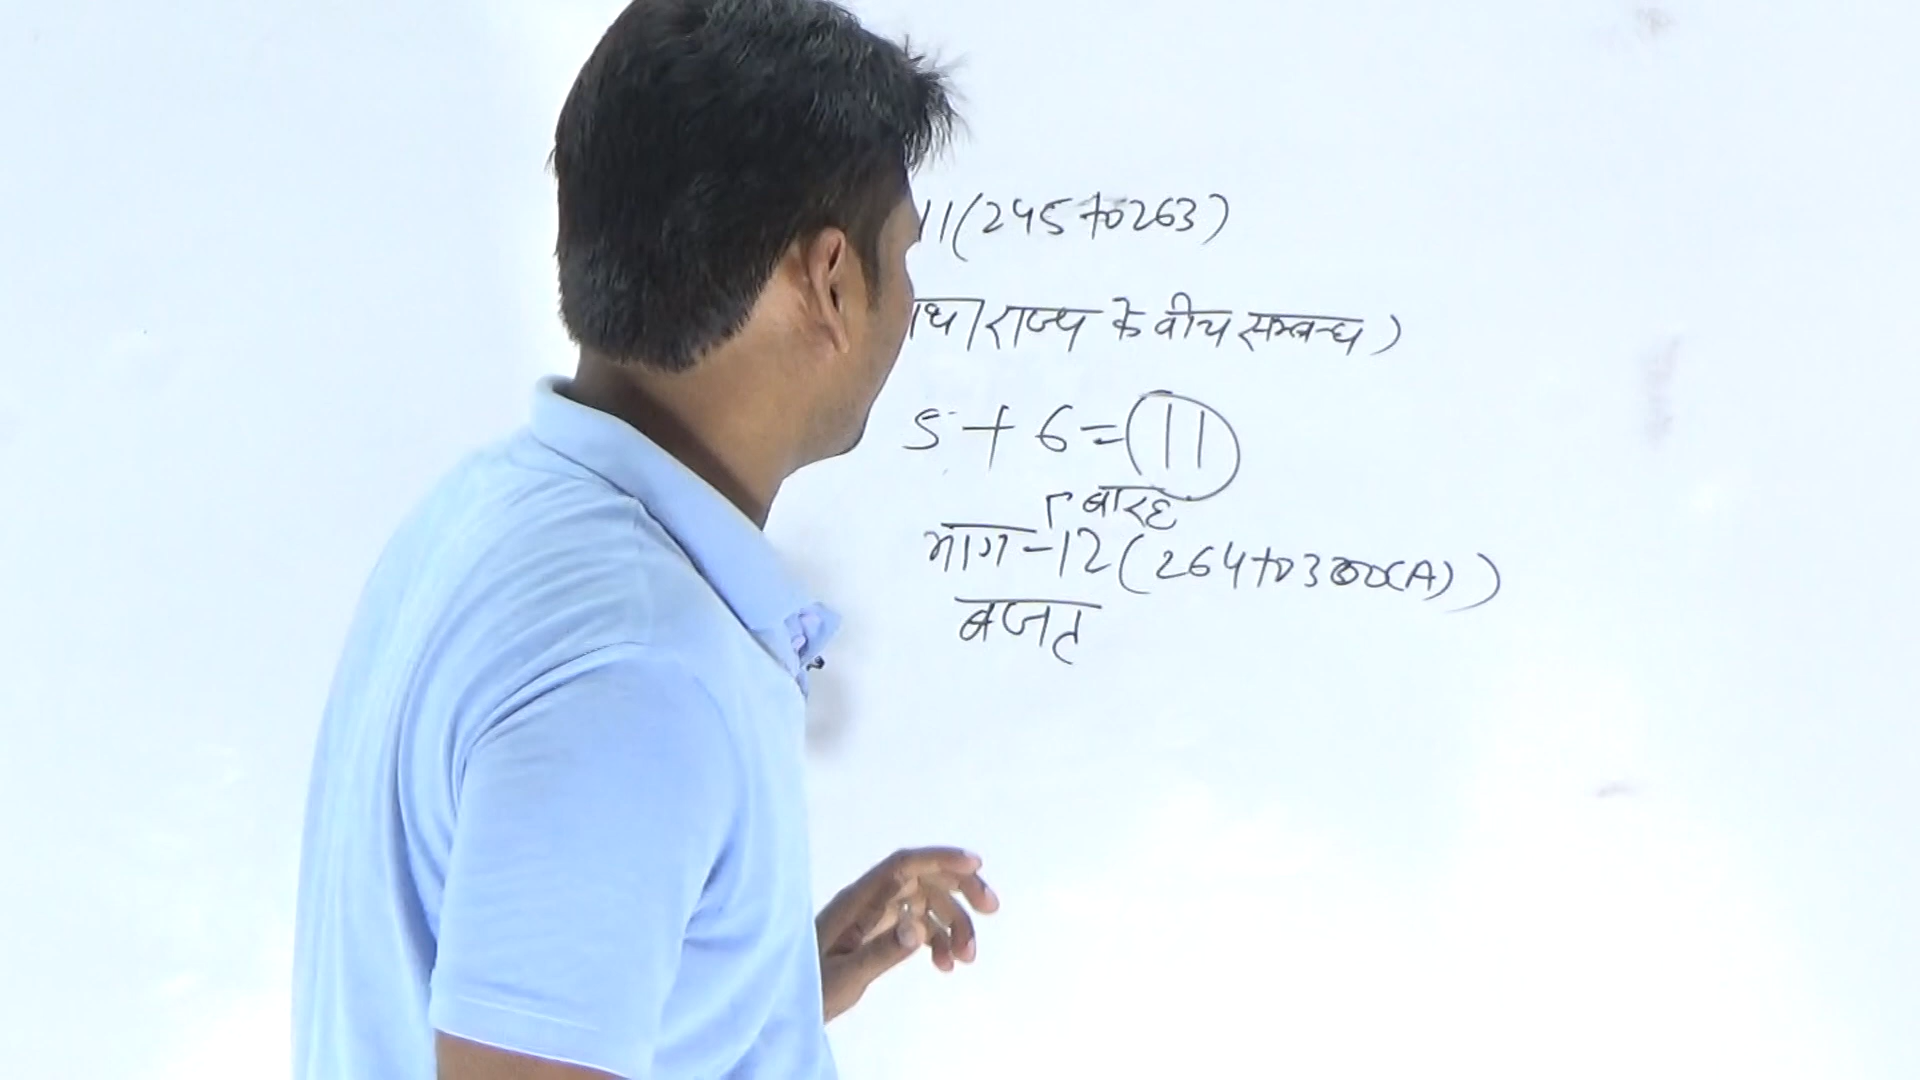 11(245 to 263)
राज्य के बीच सम्बन्ध)
5 + 6 = 11
बारह
भाग - 12 (264 to 300(A))
बजट